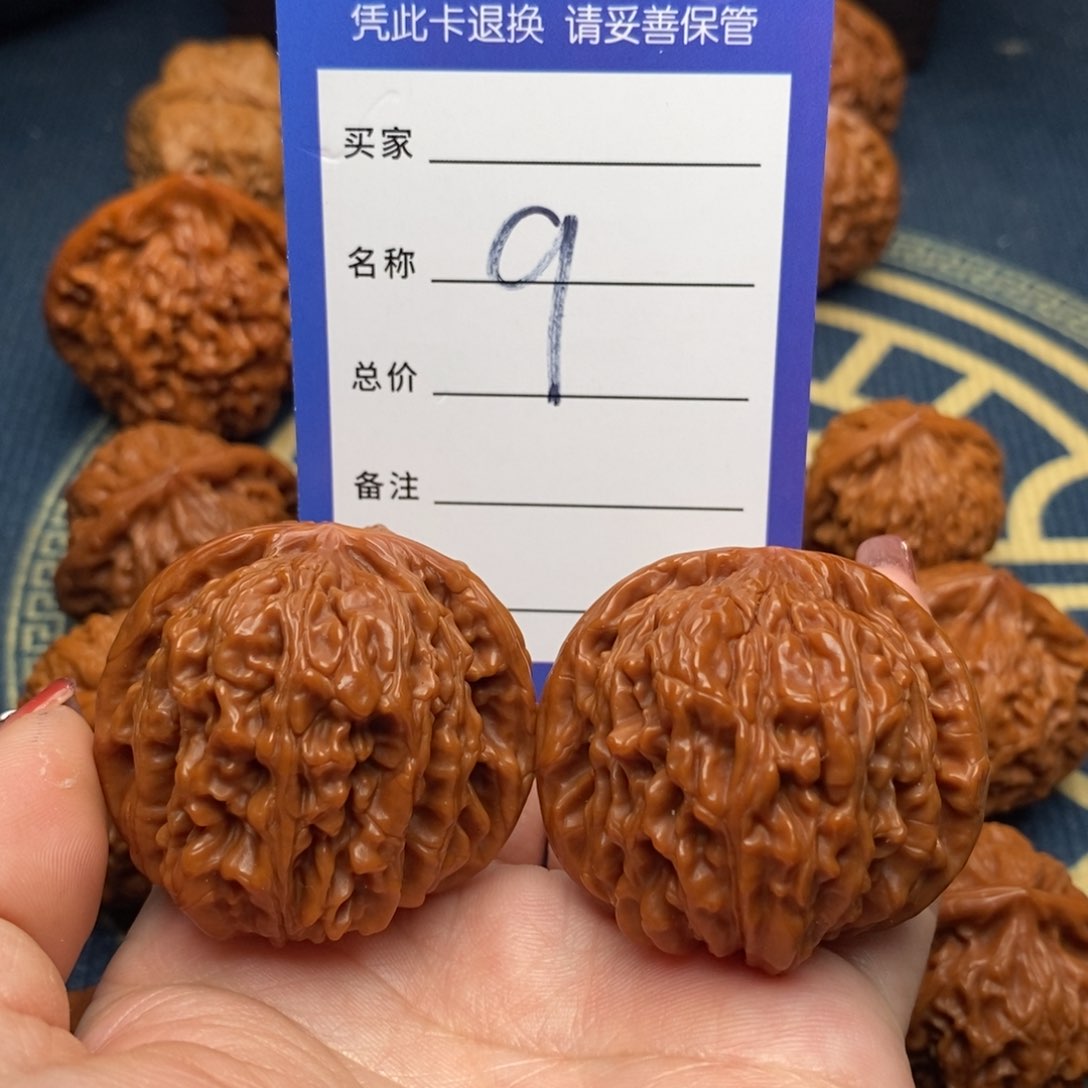 凭此卡退换 请妥善保管
买家
名称 9
总价
备注